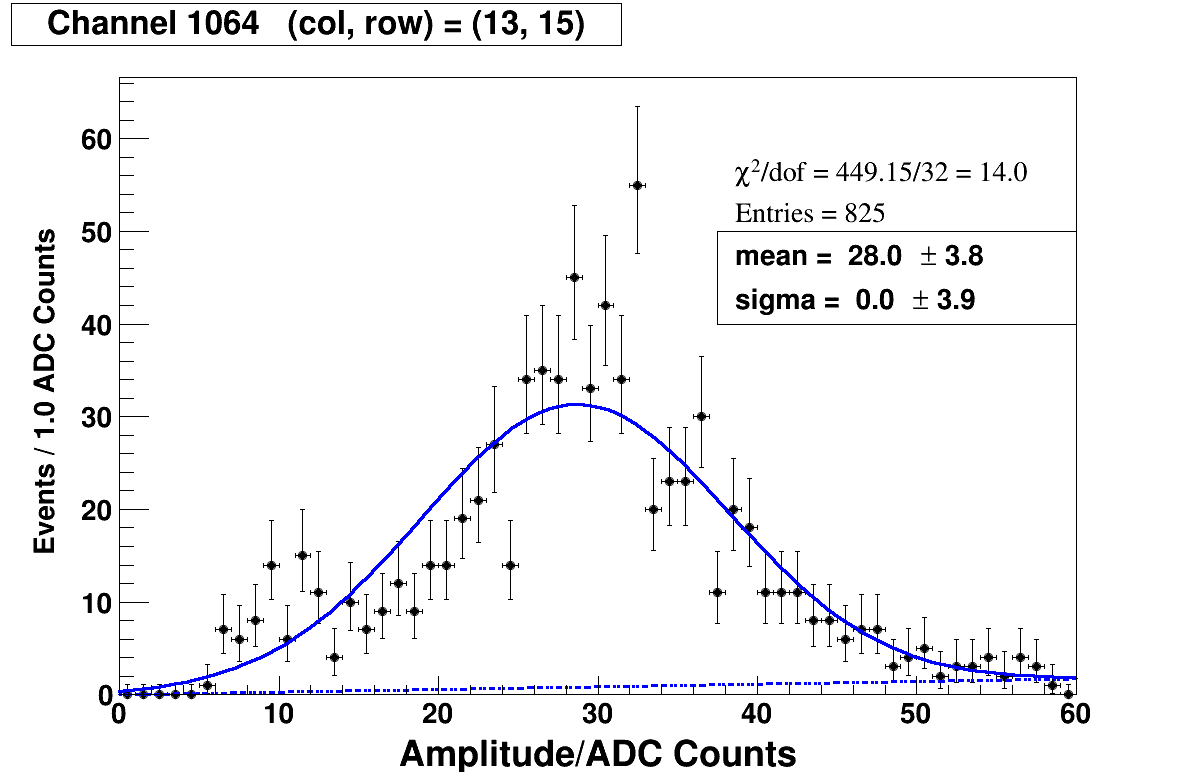 Channel 1064 (col, row) = (13, 15)
χ²/dof = 449.15/32 = 14.0
Entries = 825
mean = 28.0 ± 3.8
sigma = 0.0 ± 3.9
Events / 1.0 ADC Counts
60
50
40
30
20
10
0
0 10 20 30 40 50 60
Amplitude/ADC Counts